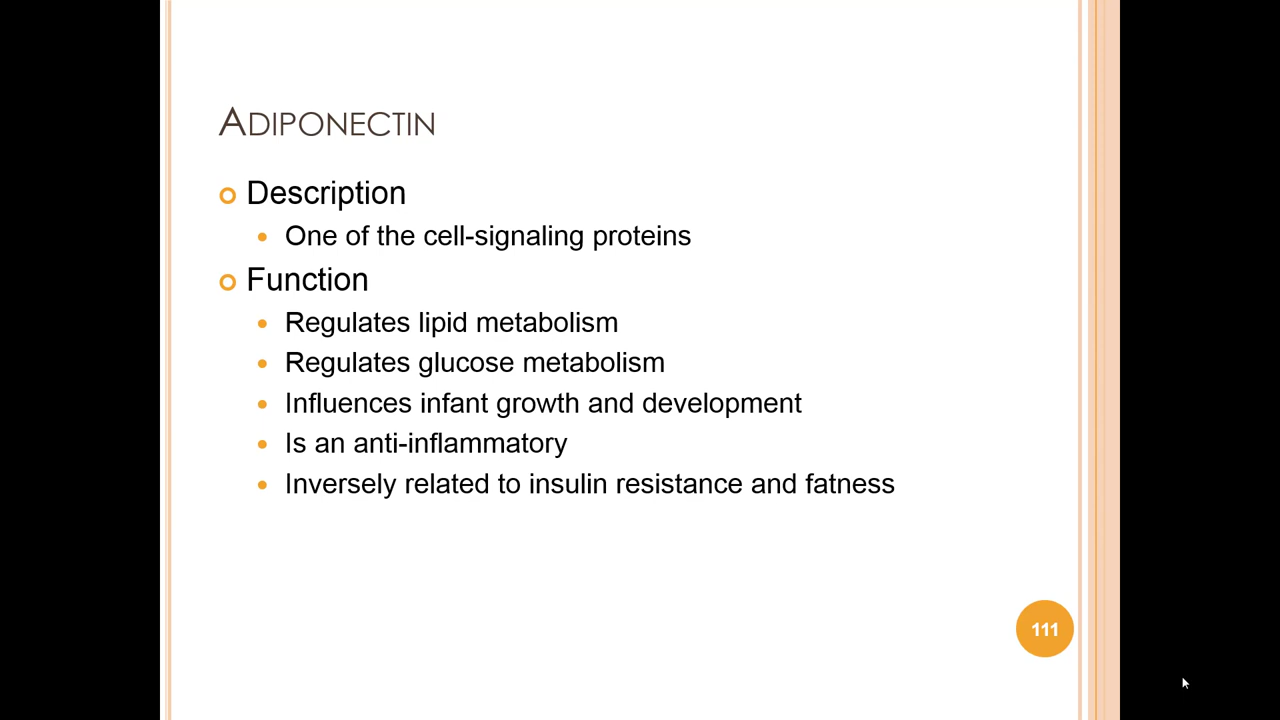 ADIPONECTIN
Description
One of the cell-signaling proteins
Function
Regulates lipid metabolism
Regulates glucose metabolism
Influences infant growth and development
Is an anti-inflammatory
Inversely related to insulin resistance and fatness
111